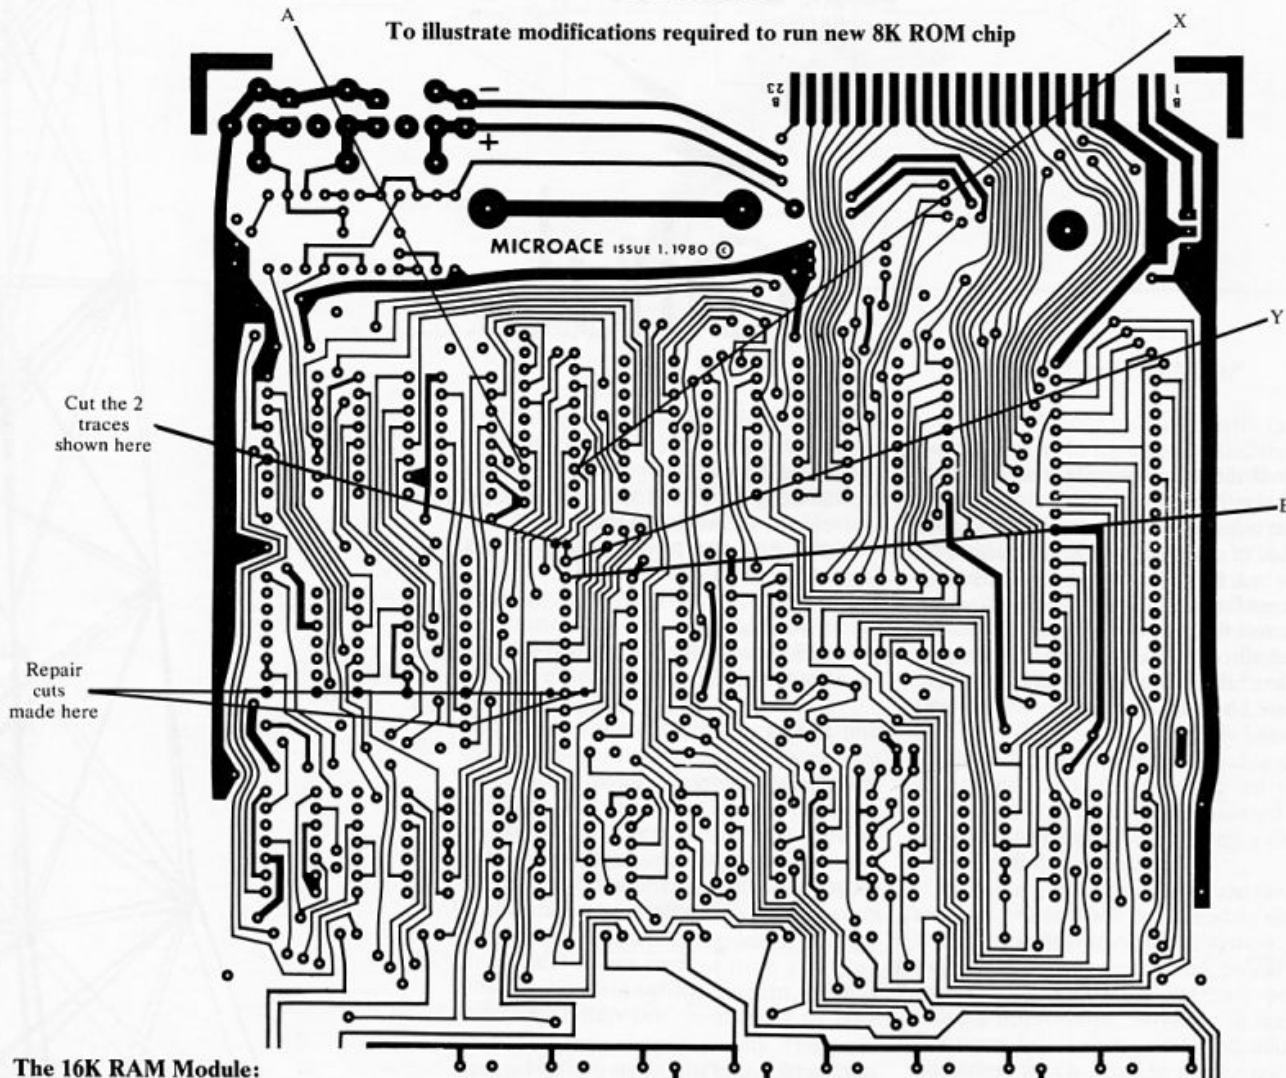 A
X
To illustrate modifications required to run new 8K ROM chip
−
+
B
23
B
1
MICROACE ISSUE 1. 1980 ©
Y
Cut the 2
traces
shown here
Repair
cuts
made here
The 16K RAM Module: